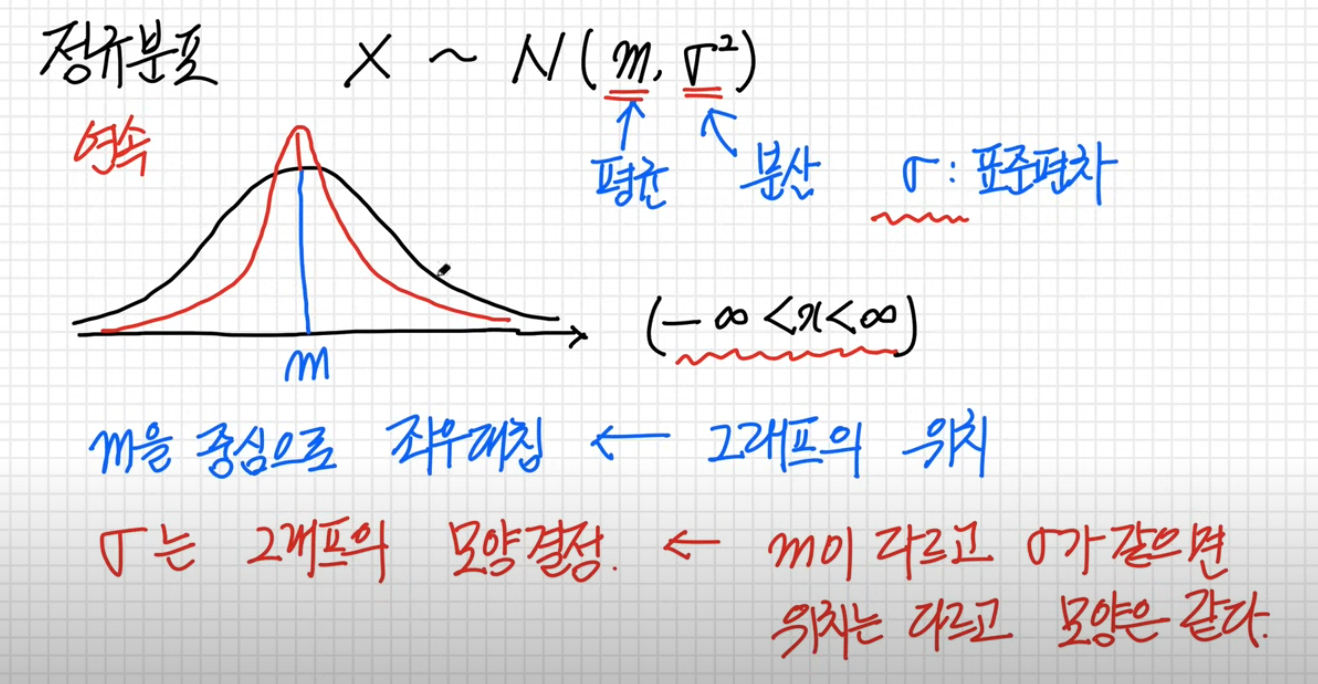 정규분포 X ~ N(m, σ²)
연속
평균 분산 σ: 표준편차
(-∞<x<∞)
m
m을 중심으로 좌우대칭 ← 그래프의 위치
σ는 그래프의 모양결정. ← m이 다르고 σ가 같으면
위치는 다르고 모양은 같다.